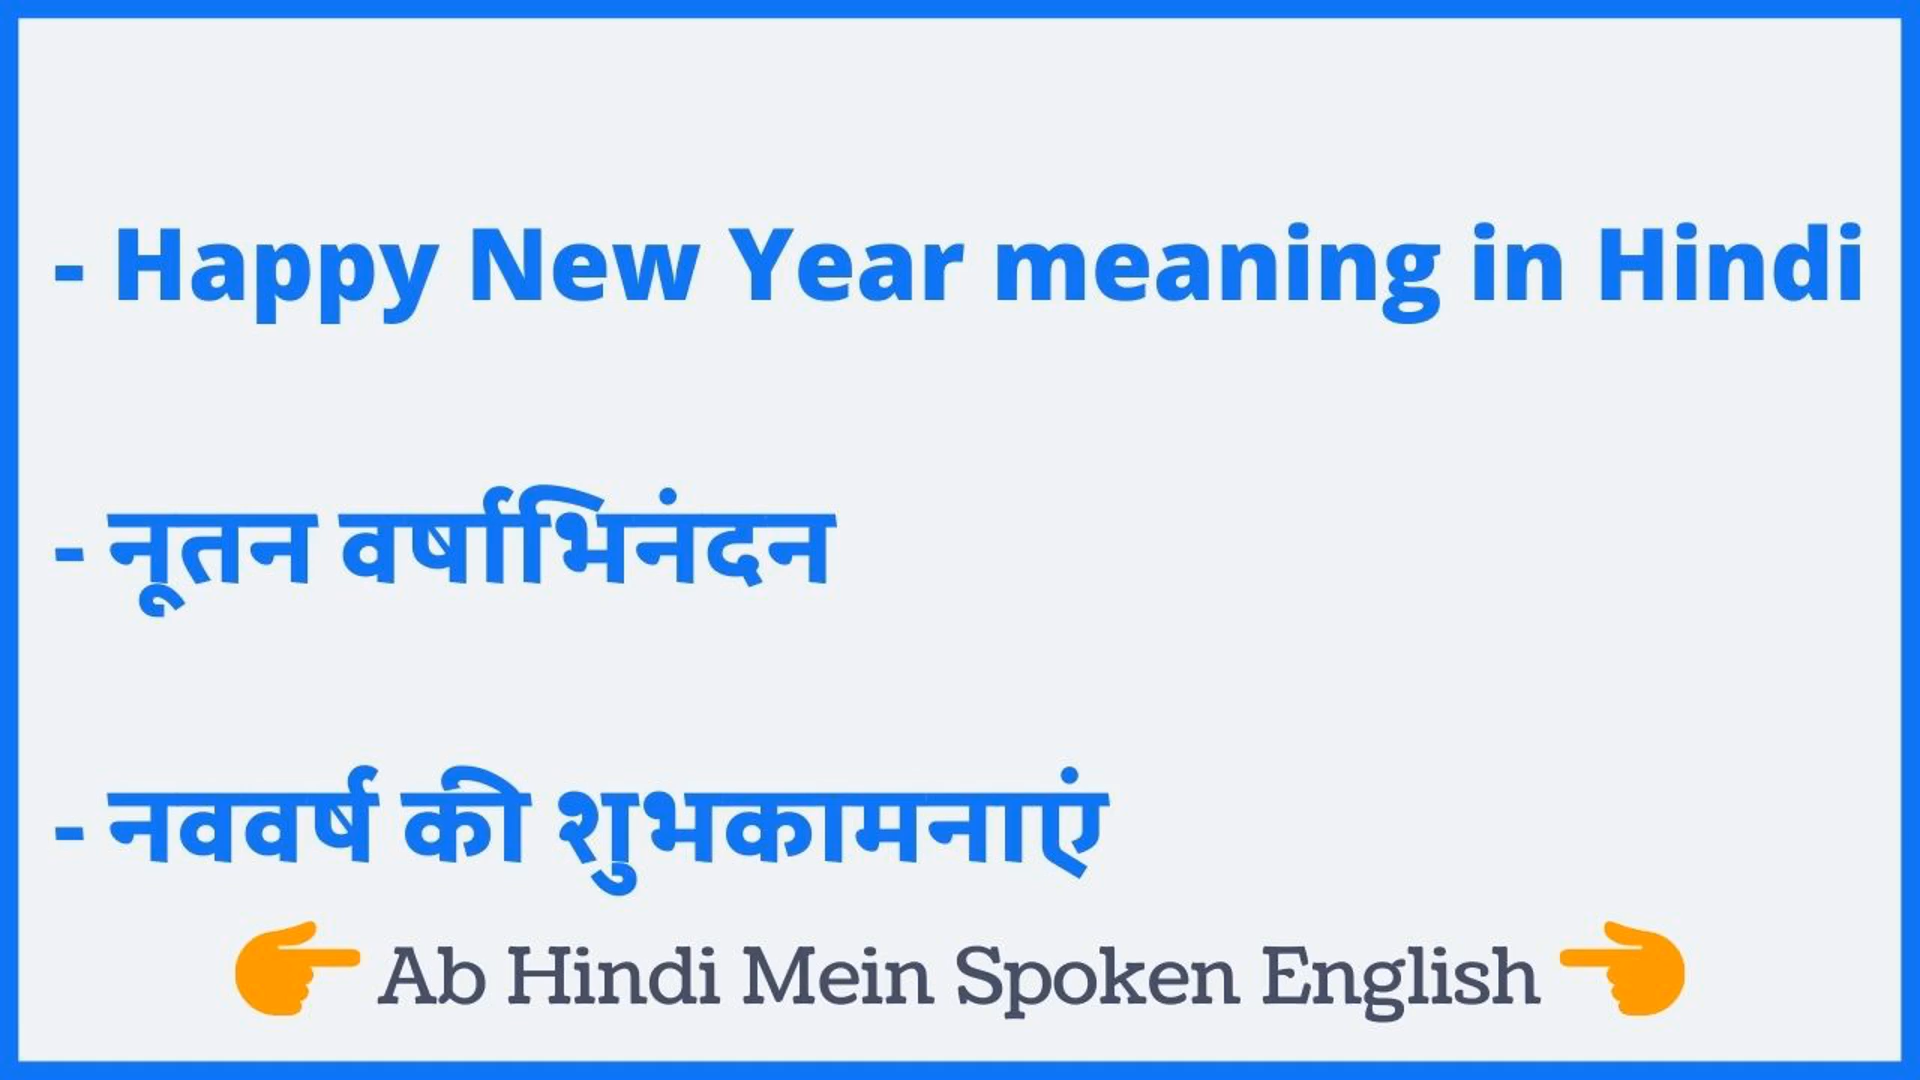 - Happy New Year meaning in Hindi
- नूतन वर्षाभिनंदन
- नववर्ष की शुभकामनाएं
Ab Hindi Mein Spoken English